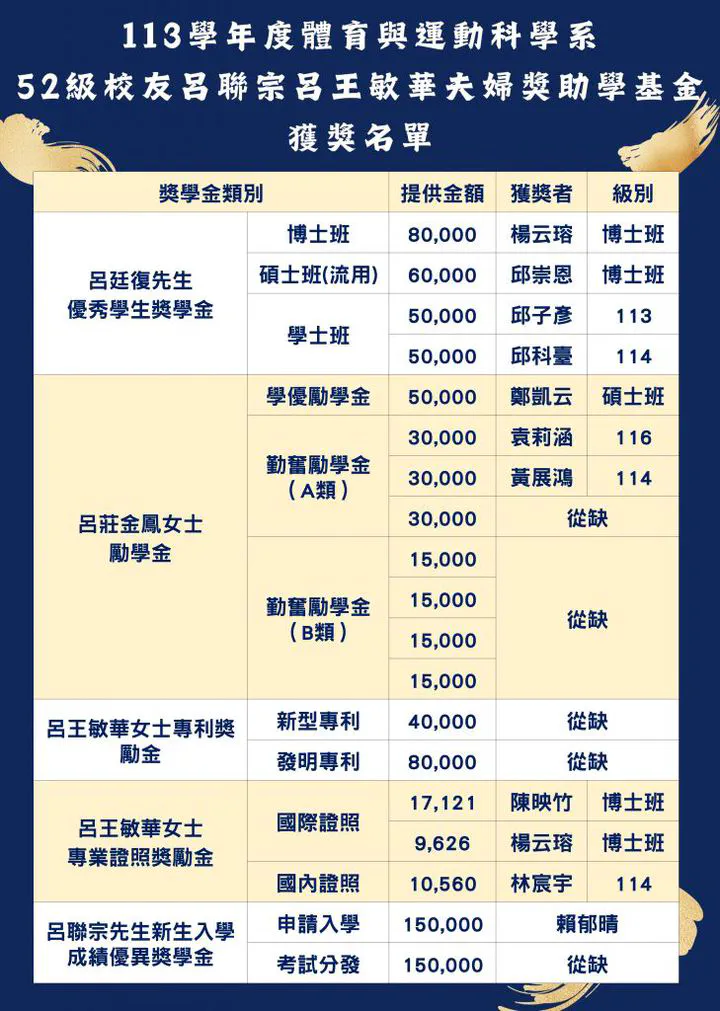 113學年度體育與運動科學系
52級校友呂聯宗呂王敏華夫婦獎助學基金
獲獎名單
獎學金類別 提供金額 獲獎者 級別
呂廷復先生
優秀學生獎學金
博士班 80,000 楊云瑢 博士班
碩士班(流用) 60,000 邱崇恩 博士班
學士班
50,000 邱子彥 113
50,000 邱科臺 114
呂莊金鳳女士
勵學金
學優勵學金 50,000 鄭凱云 碩士班
勤奮勵學金
(A類)
30,000 袁莉涵 116
30,000 黃展鴻 114
30,000 從缺
勤奮勵學金
(B類)
15,000
15,000
15,000
15,000
從缺
呂王敏華女士專利獎
勵金
新型專利 40,000 從缺
發明專利 80,000 從缺
呂王敏華女士
專業證照獎勵金
國際證照
17,121 陳映竹 博士班
9,626 楊云瑢 博士班
國內證照 10,560 林宸宇 114
呂聯宗先生新生入學
成績優異獎學金
申請入學 150,000 賴郁晴
考試分發 150,000 從缺